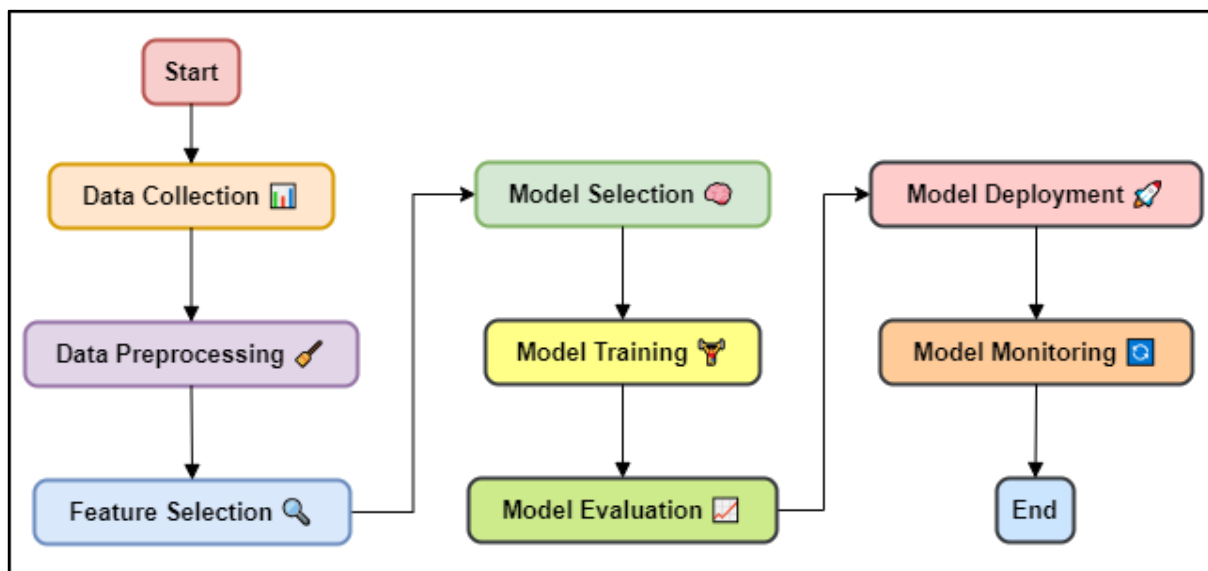 Start
Data Collection 📊
Data Preprocessing 🧹
Feature Selection 🔍
Model Selection 🧠
Model Training 🏋️
Model Evaluation 📈
Model Deployment 🚀
Model Monitoring 🔄
End